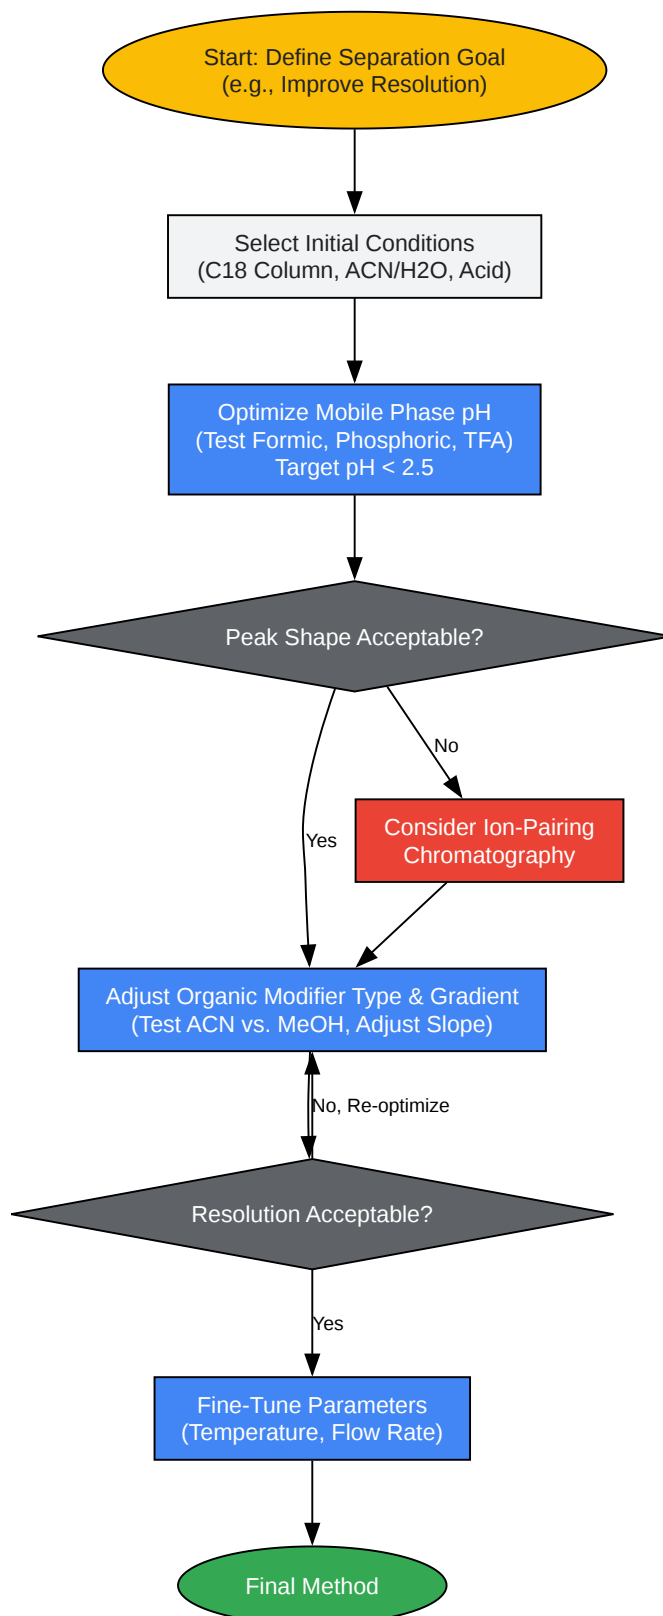 Start: Define Separation Goal
(e.g., Improve Resolution)
Select Initial Conditions
(C18 Column, ACN/H2O, Acid)
Optimize Mobile Phase pH
(Test Formic, Phosphoric, TFA)
Target pH < 2.5
Peak Shape Acceptable?
No
Yes
Consider Ion-Pairing
Chromatography
Adjust Organic Modifier Type & Gradient
(Test ACN vs. MeOH, Adjust Slope)
No, Re-optimize
Resolution Acceptable?
Yes
Fine-Tune Parameters
(Temperature, Flow Rate)
Final Method